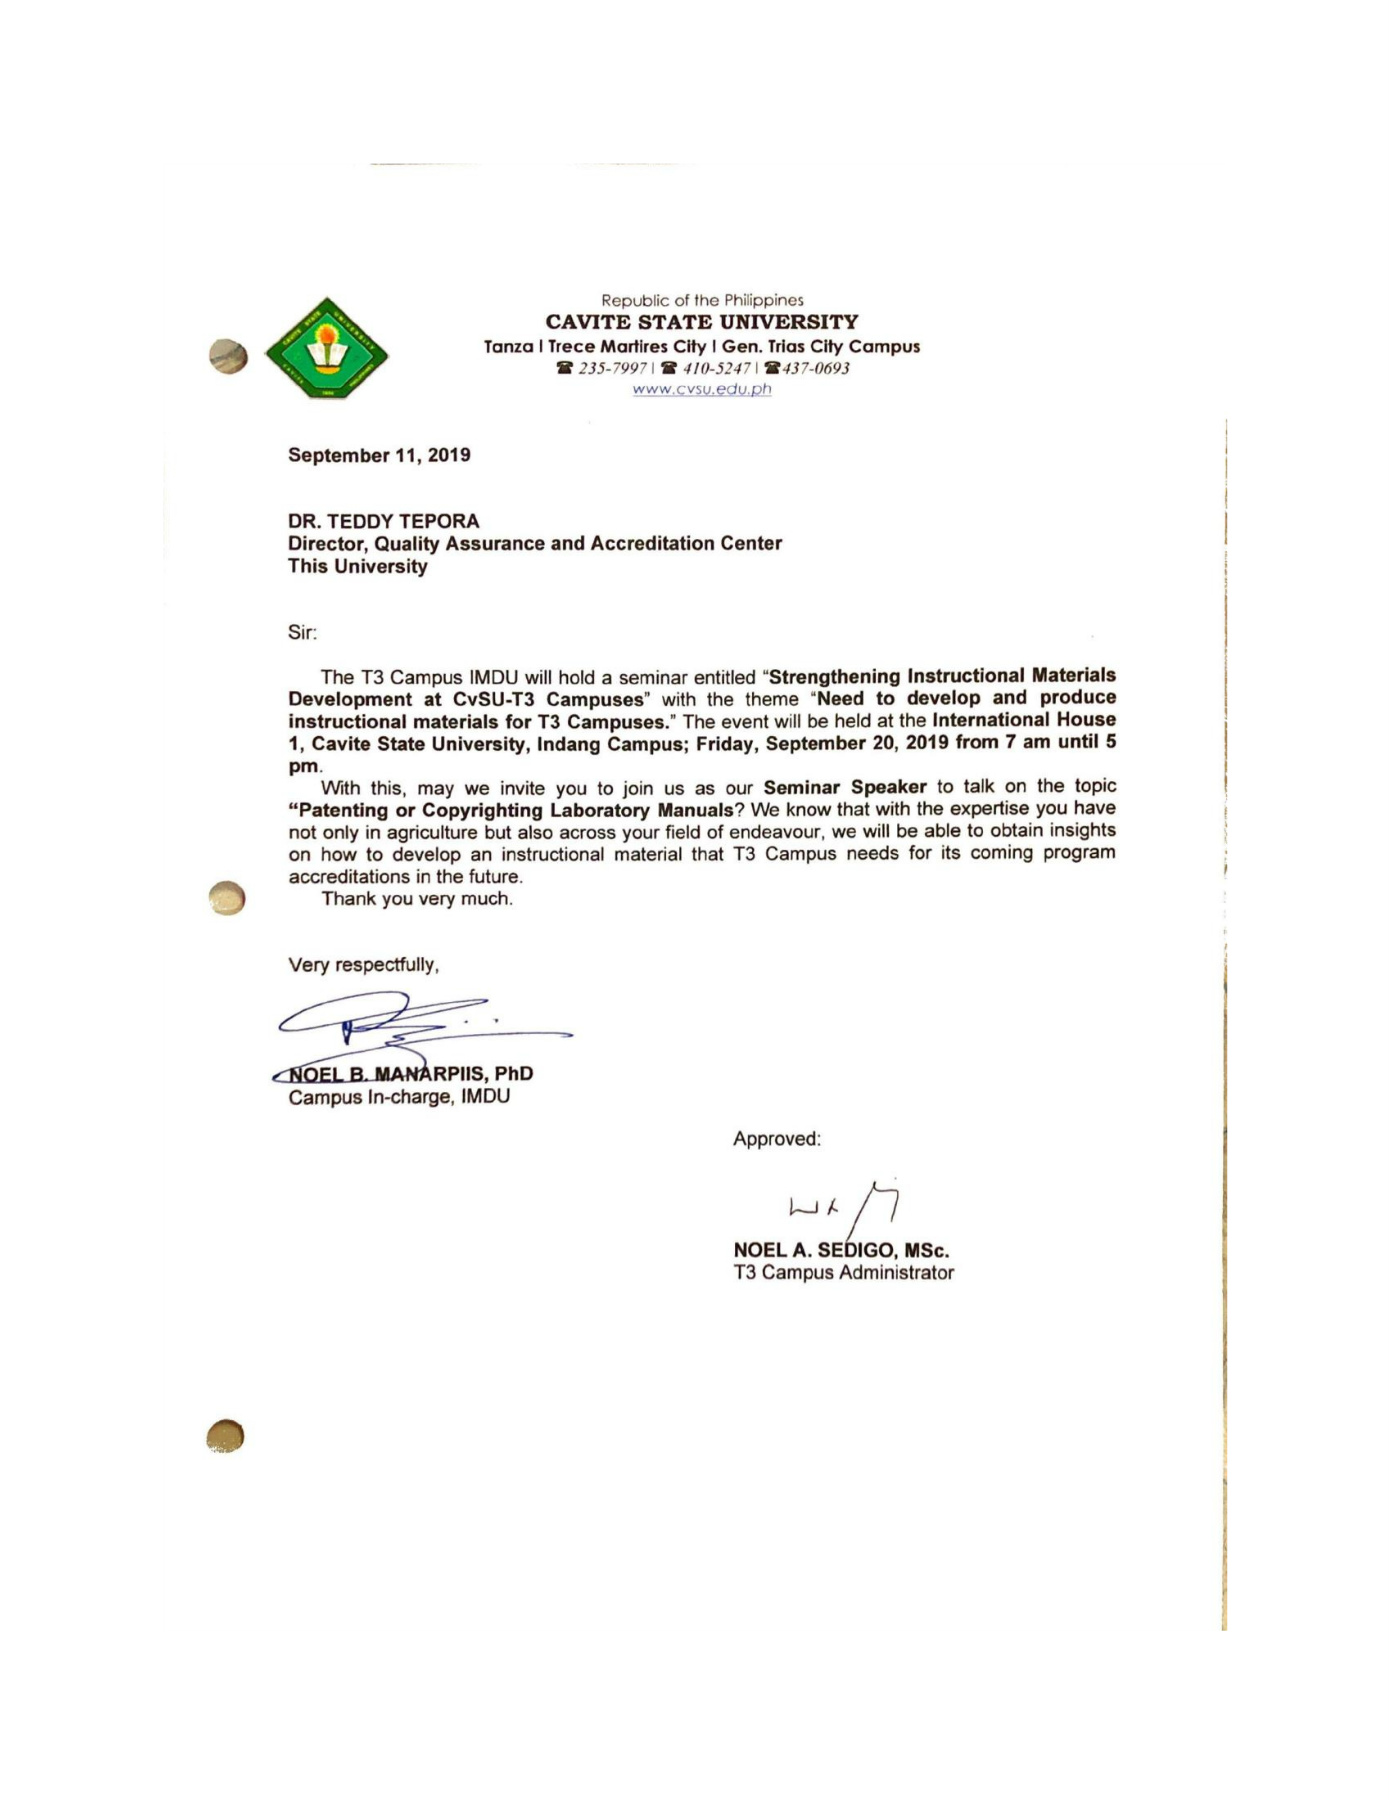 Republic of the Philippines
CAVITE STATE UNIVERSITY
Tanza I Trece Martires City I Gen. Trias City Campus
☎ 235-7997 | ☎ 410-5247 | ☎437-0693
www.cvsu.edu.ph
CAVITE STATE UNIVERSITY
September 11, 2019
DR. TEDDY TEPORA
Director, Quality Assurance and Accreditation Center
This University
Sir:
The T3 Campus IMDU will hold a seminar entitled “Strengthening Instructional Materials
Development at CvSU-T3 Campuses” with the theme “Need to develop and produce
instructional materials for T3 Campuses.” The event will be held at the International House
1, Cavite State University, Indang Campus; Friday, September 20, 2019 from 7 am until 5
pm.
With this, may we invite you to join us as our Seminar Speaker to talk on the topic
“Patenting or Copyrighting Laboratory Manuals? We know that with the expertise you have
not only in agriculture but also across your field of endeavour, we will be able to obtain insights
on how to develop an instructional material that T3 Campus needs for its coming program
accreditations in the future.
Thank you very much.
Very respectfully,
NOEL B. MANARPIIS, PhD
Campus In-charge, IMDU
Approved:
NOEL A. SEDIGO, MSc.
T3 Campus Administrator